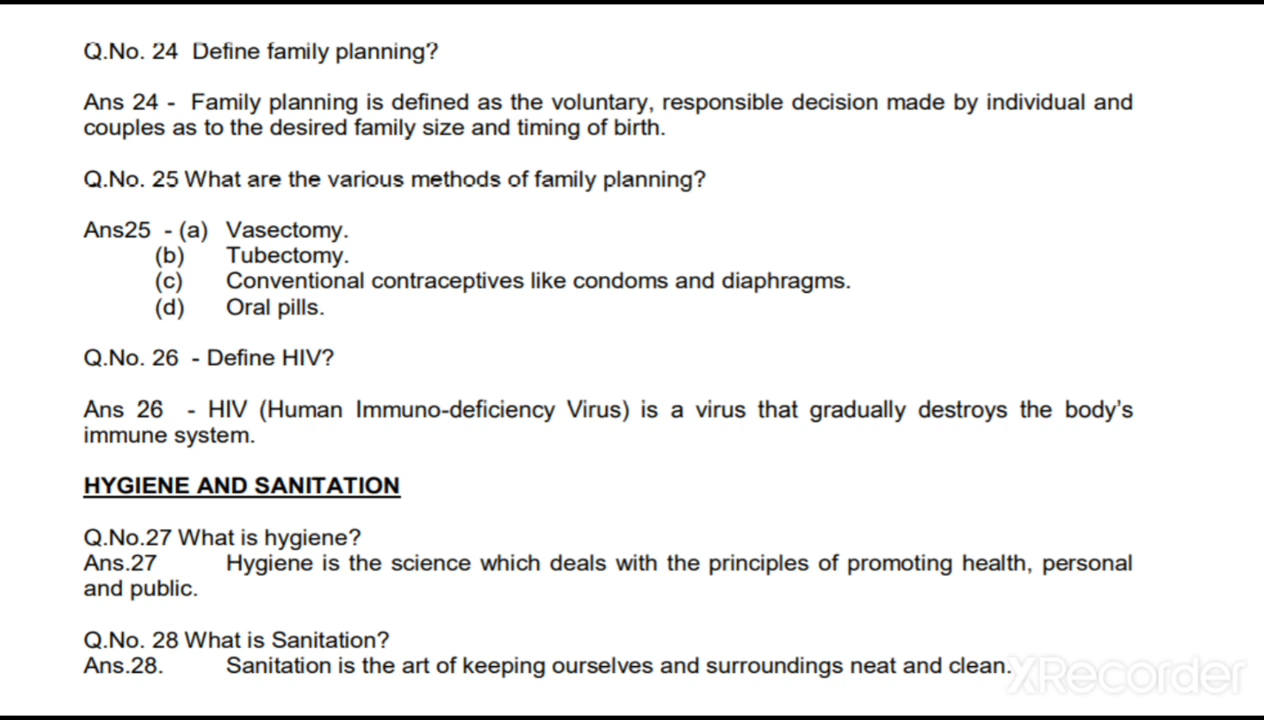 Q.No. 24 Define family planning?
Ans 24 - Family planning is defined as the voluntary, responsible decision made by individual and
couples as to the desired family size and timing of birth.
Q.No. 25 What are the various methods of family planning?
Ans25 - (a) Vasectomy.
(b) Tubectomy.
(c) Conventional contraceptives like condoms and diaphragms.
(d) Oral pills.
Q.No. 26 - Define HIV?
Ans 26 - HIV (Human Immuno-deficiency Virus) is a virus that gradually destroys the body's
immune system.
HYGIENE AND SANITATION
Q.No.27 What is hygiene?
Ans.27 Hygiene is the science which deals with the principles of promoting health, personal
and public.
Q.No. 28 What is Sanitation?
Ans.28. Sanitation is the art of keeping ourselves and surroundings neat and clean.
XRecorder